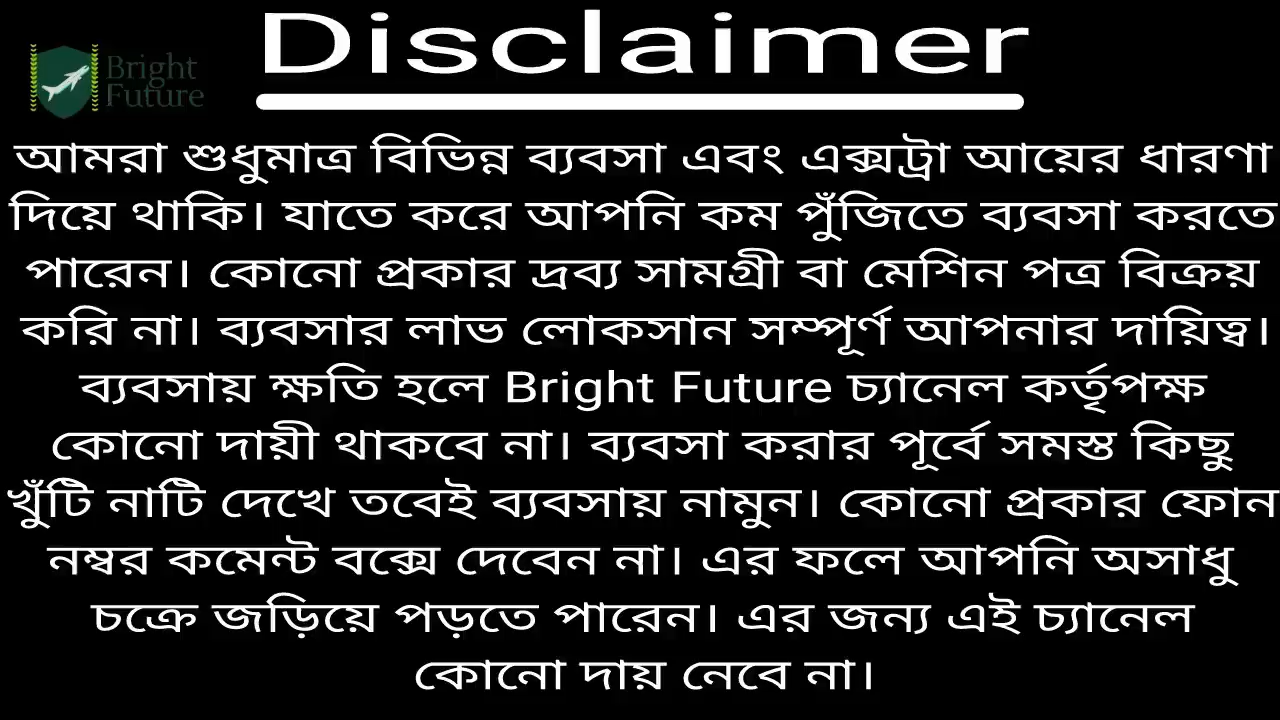 Disclaimer
Bright
Future
আমরা শুধুমাত্র বিভিন্ন ব্যবসা এবং এক্সট্রা আয়ের ধারণা
দিয়ে থাকি। যাতে করে আপনি কম পুঁজিতে ব্যবসা করতে
পারেন। কোনো প্রকার দ্রব্য সামগ্রী বা মেশিন পত্র বিক্রয়
করি না। ব্যবসার লাভ লোকসান সম্পূর্ণ আপনার দায়িত্ব।
ব্যবসায় ক্ষতি হলে Bright Future চ্যানেল কর্তৃপক্ষ
কোনো দায়ী থাকবে না। ব্যবসা করার পূর্বে সমস্ত কিছু
খুঁটি নাটি দেখে তবেই ব্যবসায় নামুন। কোনো প্রকার ফোন
নম্বর কমেন্ট বক্সে দেবেন না। এর ফলে আপনি অসাধু
চক্রে জড়িয়ে পড়তে পারেন। এর জন্য এই চ্যানেল
কোনো দায় নেবে না।